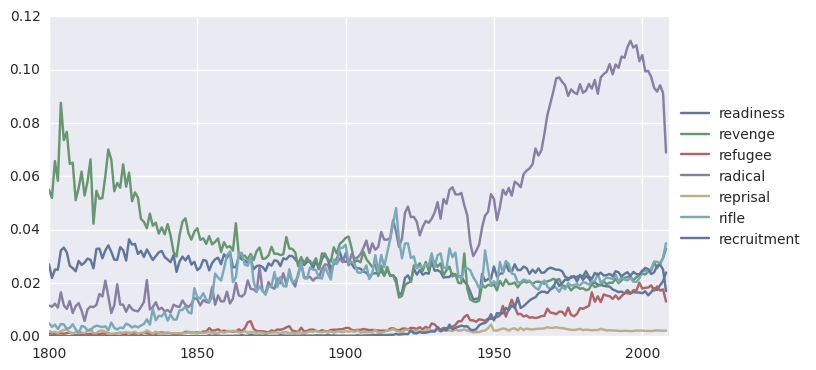 0.12
0.10
0.08
0.06
0.04
0.02
0.00
1800 1850 1900 1950 2000
readiness
revenge
refugee
radical
reprisal
rifle
recruitment